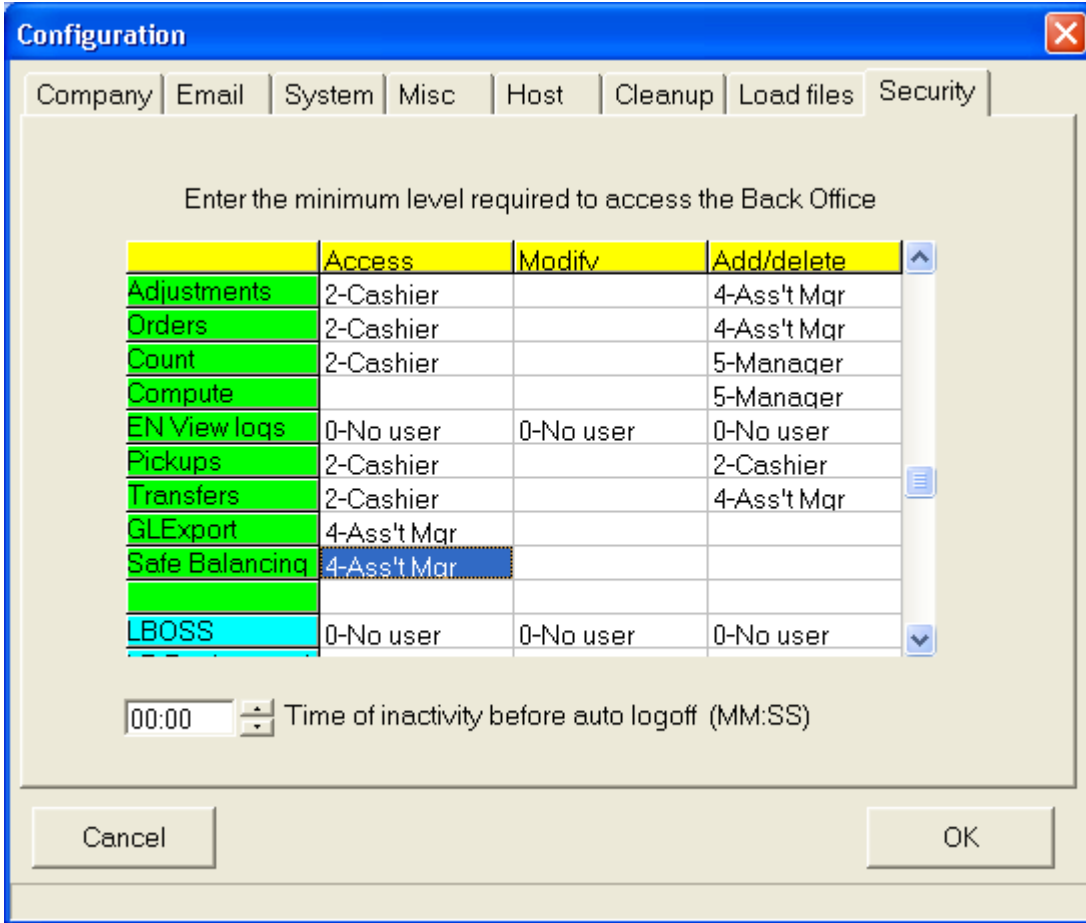 Configuration
Company Email System Misc Host Cleanup Load files Security
Enter the minimum level required to access the Back Office
Access Modify Add/delete
Adjustments 2-Cashier 4-Ass't Mgr
Orders 2-Cashier 4-Ass't Mgr
Count 2-Cashier 5-Manager
Compute 5-Manager
EN View logs 0-No user 0-No user 0-No user
Pickups 2-Cashier 2-Cashier
Transfers 2-Cashier 4-Ass't Mgr
GLExport 4-Ass't Mgr
Safe Balancing 4-Ass't Mgr
LBOSS 0-No user 0-No user 0-No user
00:00 Time of inactivity before auto logoff (MM:SS)
Cancel OK